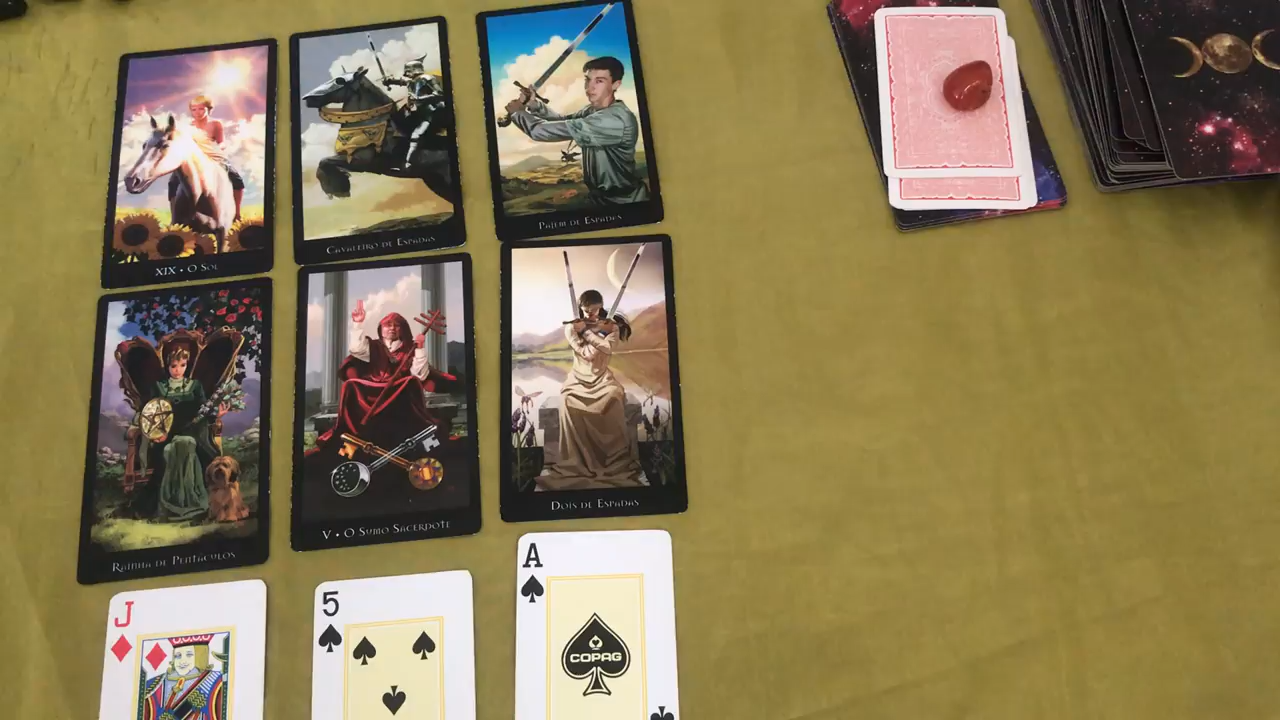 XIX • O Sol
Cavaleiro de Espadas
Pajem de Espadas
Rainha de Pentáculos
V • O Sumo Sacerdote
Dois de Espadas
J
5
A
COPAG